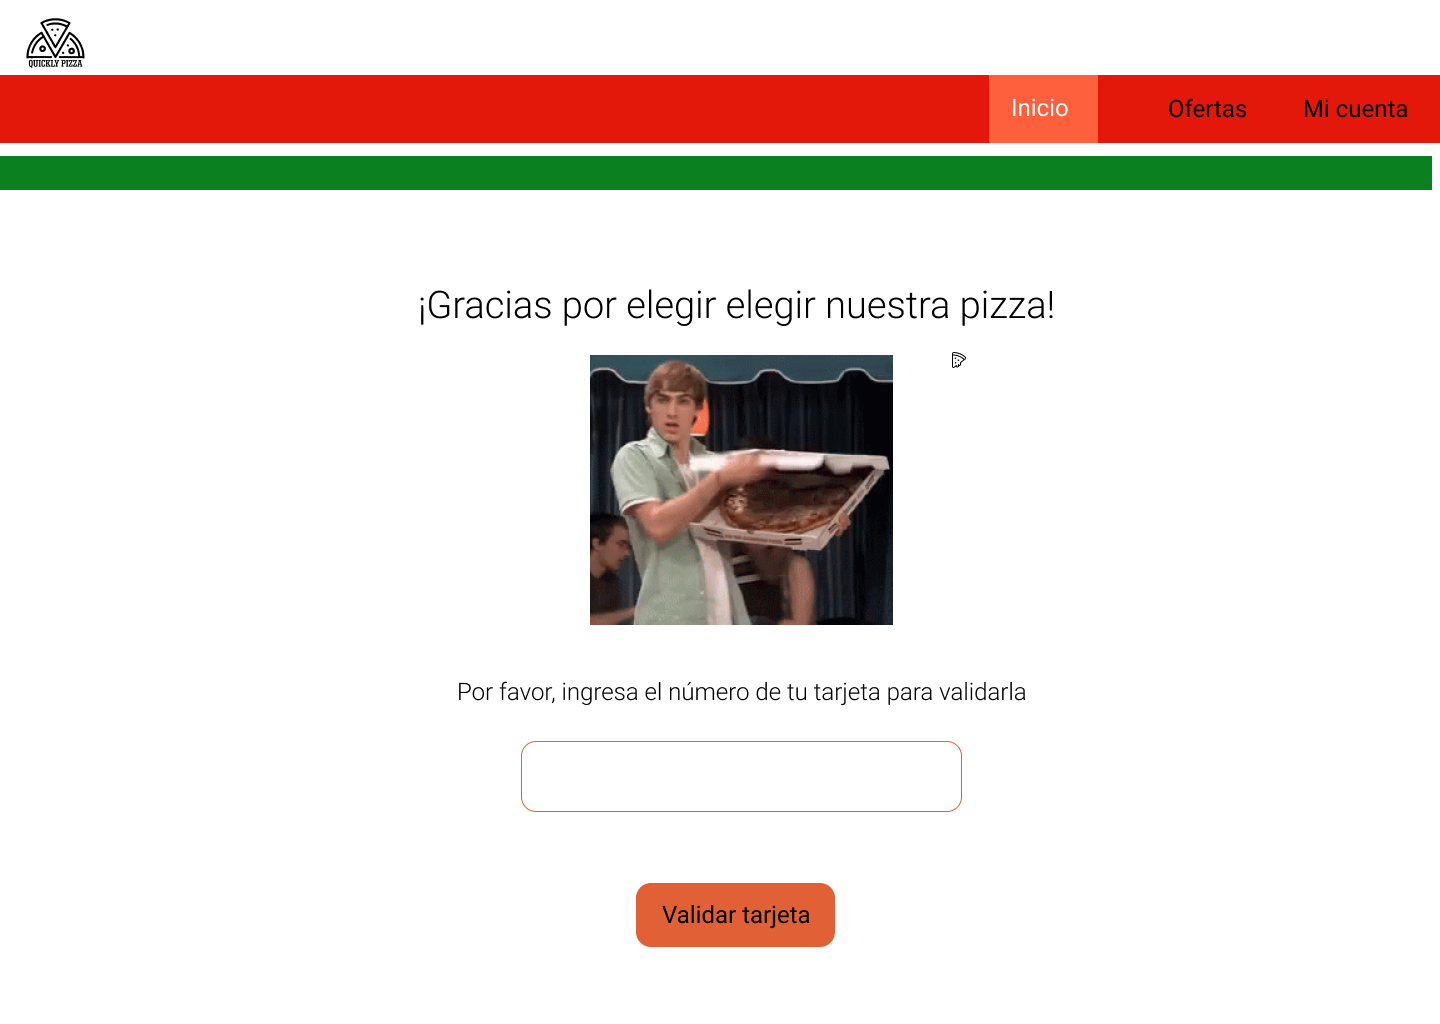 QUICKLY PIZZA
Inicio
Ofertas
Mi cuenta
¡Gracias por elegir elegir nuestra pizza!
Por favor, ingresa el número de tu tarjeta para validarla
Validar tarjeta